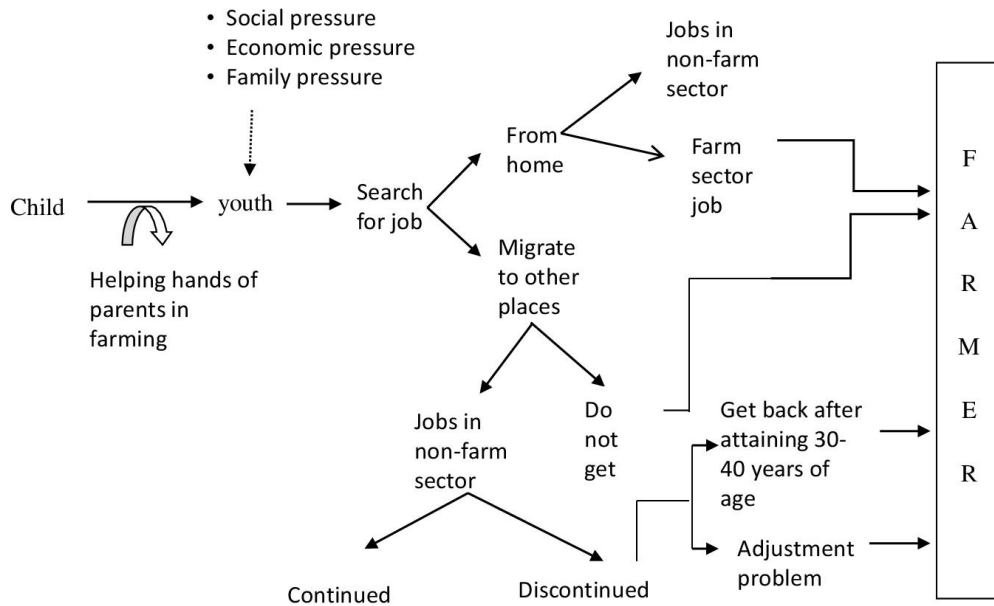 • Social pressure
• Economic pressure
• Family pressure
Jobs in
non-farm
sector
From
home
Farm
sector
job
Child
youth
Search
for job
Helping hands of
parents in
farming
Migrate
to other
places
Jobs in
non-farm
sector
Do
not
get
Get back after
attaining 30-
40 years of
age
Continued
Discontinued
Adjustment
problem
F
A
R
M
E
R